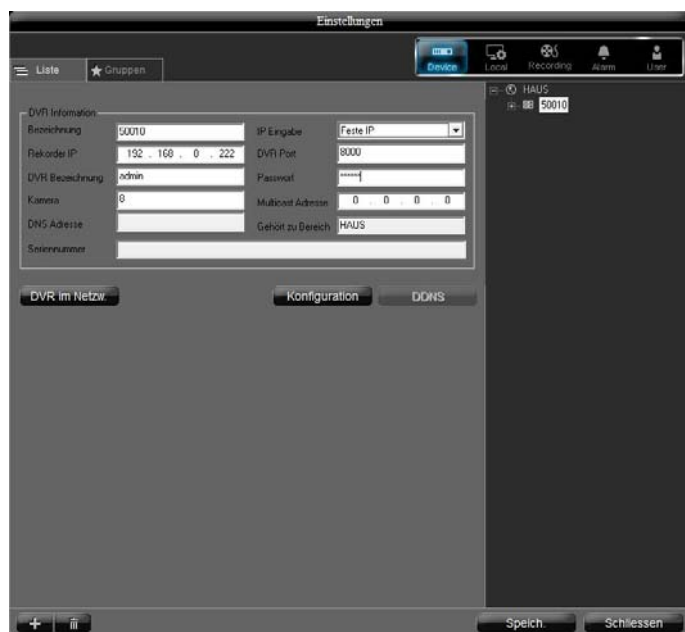 Einstellungen
Liste
Gruppen
Device
Local
Recording
Alarm
User
DVR Information
Bezeichnung
50010
IP Eingabe
Feste IP
Rekorder IP
192 . 168 . 0 . 222
DVR Port
8000
DVR Bezeichnung
admin
Passwort
******
Kamera
8
Multicast Adresse
0 . 0 . 0 . 0
DNS Adresse
Gehört zu Bereich
HAUS
Seriennummer
DVR im Netzw.
Konfiguration
DDNS
HAUS
50010
Speich.
Schliessen